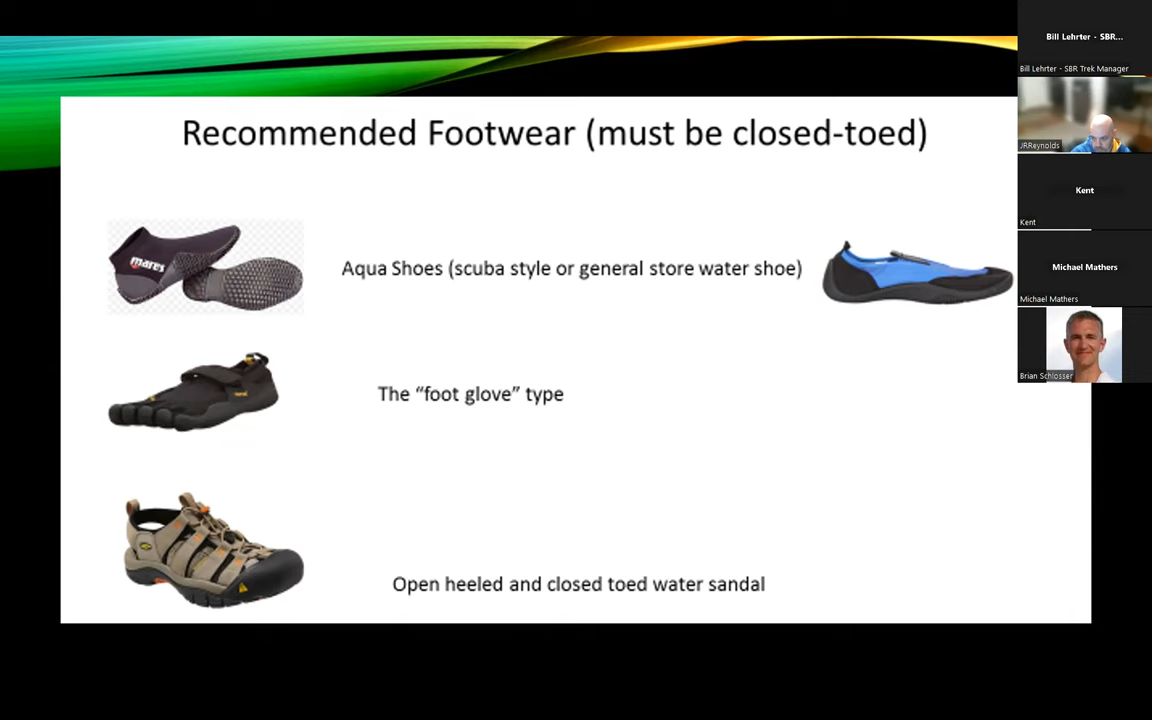 Recommended Footwear (must be closed-toed)
mares
Aqua Shoes (scuba style or general store water shoe)
The “foot glove” type
Open heeled and closed toed water sandal
Bill Lehrter - SBR...
Bill Lehrter - SBR Trek Manager
JRReynolds
Kent
Kent
Michael Mathers
Michael Mathers
Brian Schlosser